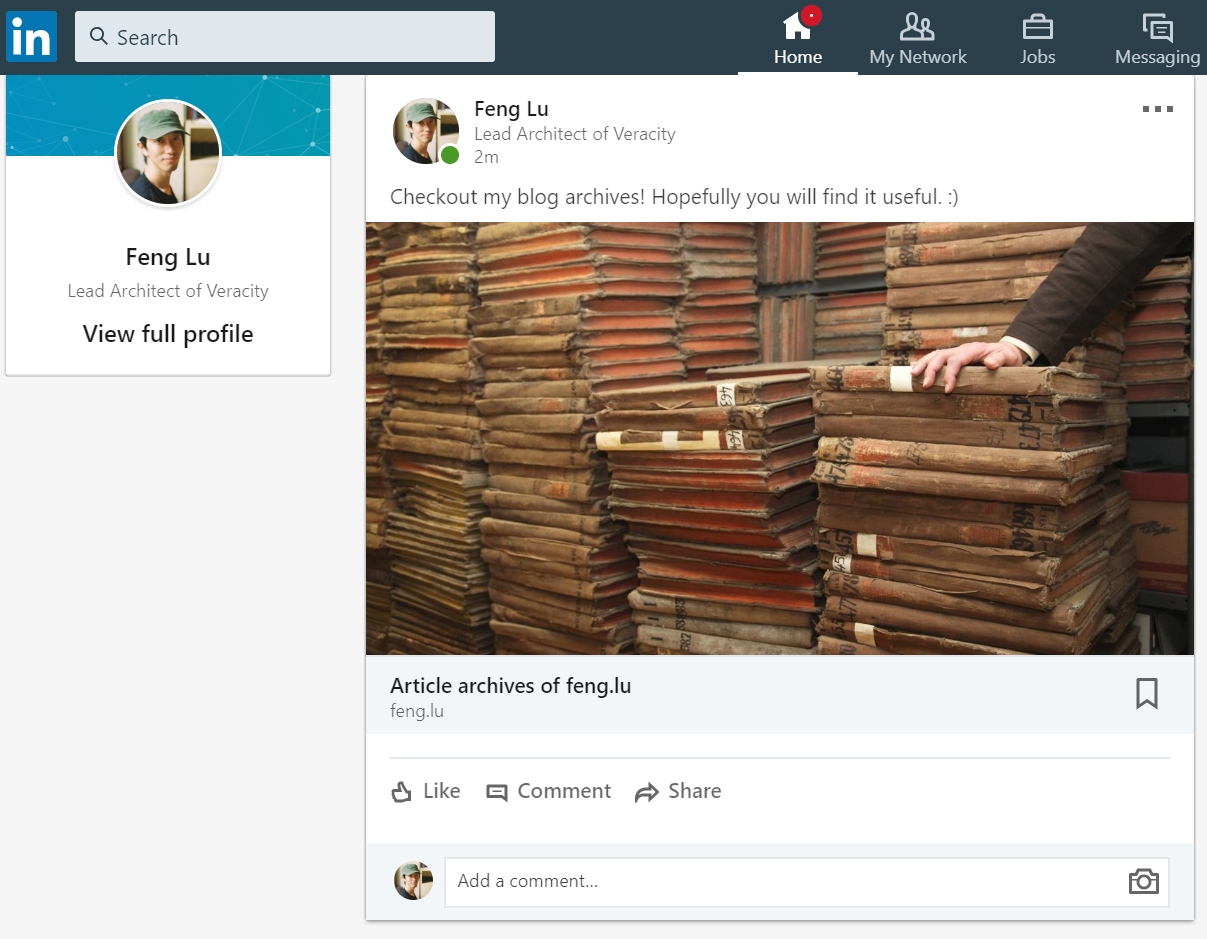 in
Search
Home
My Network
Jobs
Messaging
Feng Lu
Lead Architect of Veracity
View full profile
Feng Lu
Lead Architect of Veracity
2m
Checkout my blog archives! Hopefully you will find it useful. :)
463
464
Article archives of feng.lu
feng.lu
Like
Comment
Share
Add a comment...